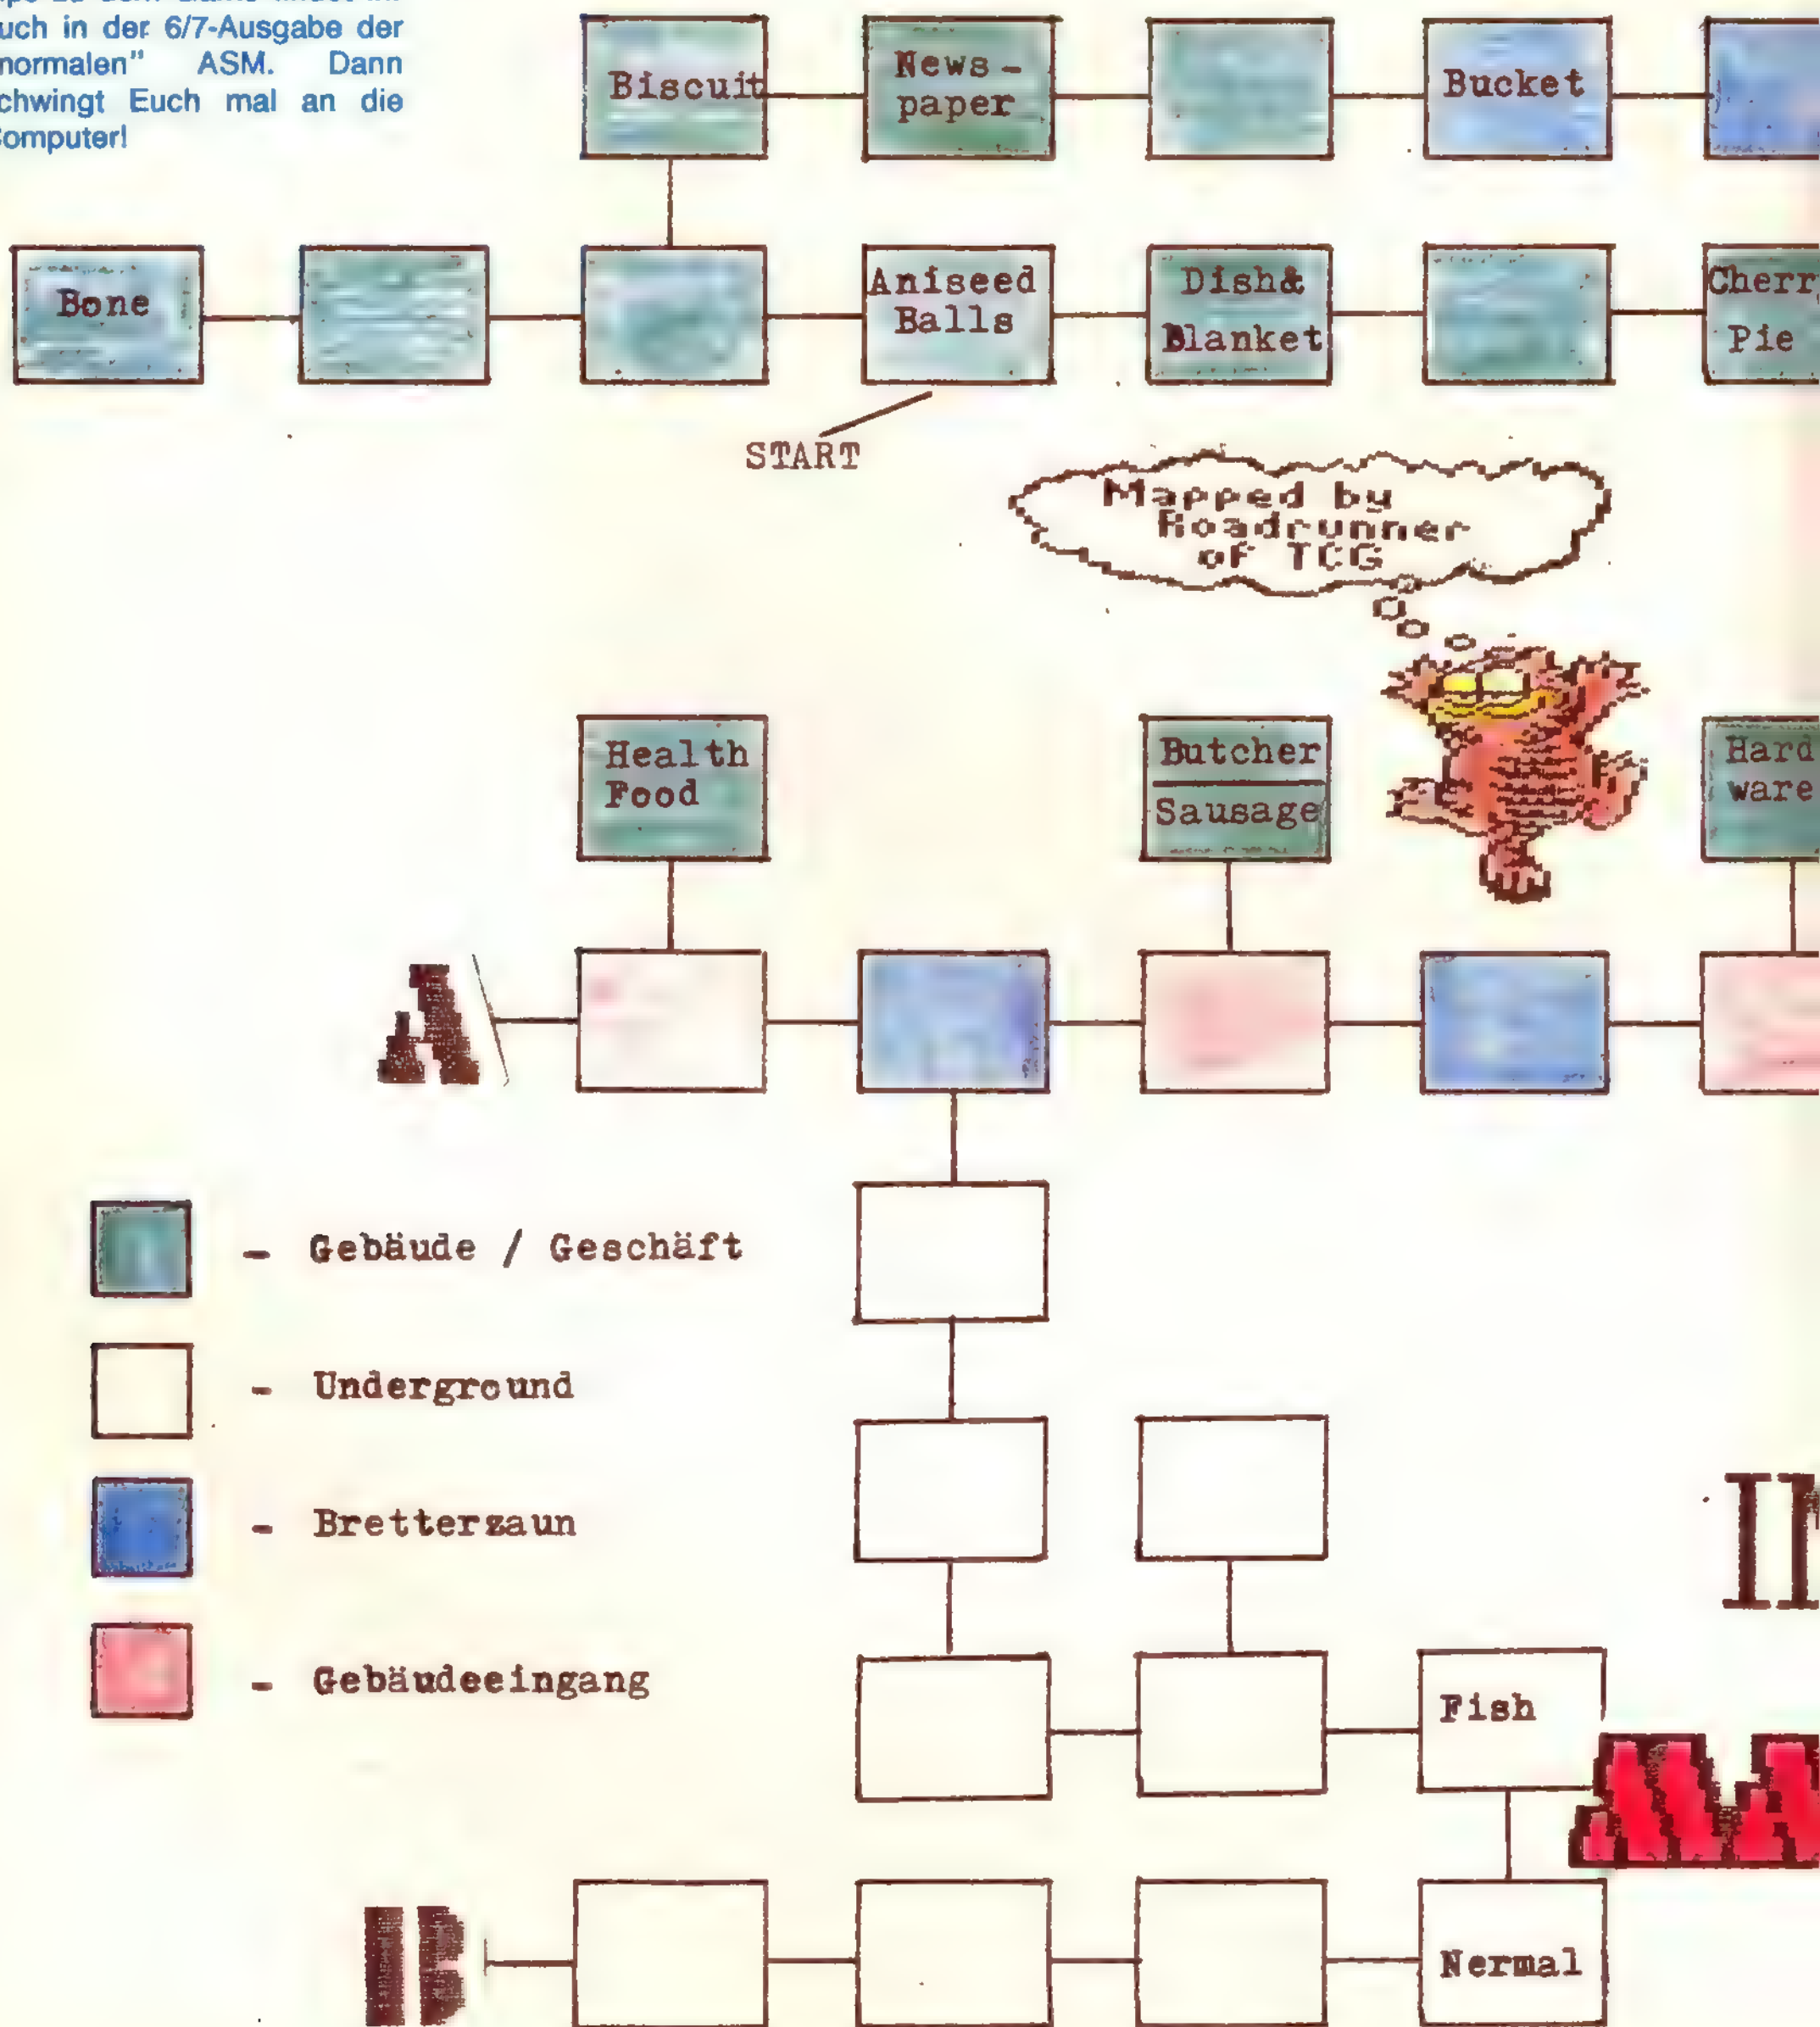 uch in der 6/7-Ausgabe der
normalen" ASM. Dann
chwingt Euch mal an die
omputer!
Biscuit
News-
paper
Bucket
Bone
Aniseed
Balls
Dish&
Blanket
Cherr
Pie
START
Mapped by
Roadrunner
of TCG
Health
Food
Butcher
Sausage
Hard
ware
A
- Gebäude / Geschäft
- Underground
- Bretterzaun
- Gebäudeeingang
Fish
B
Nermal